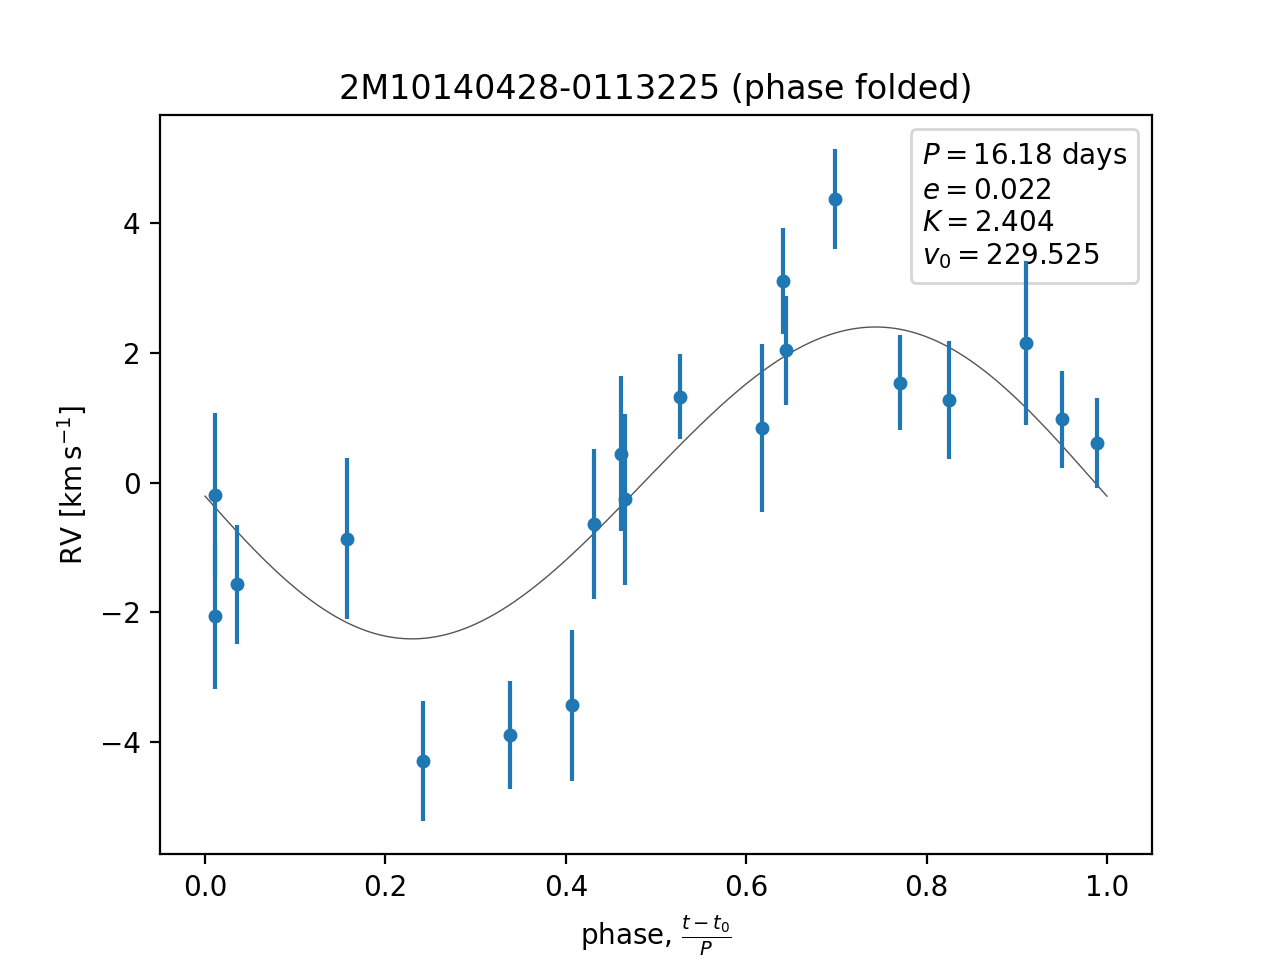 2M10140428-0113225 (phase folded)
P = 16.18 days
e = 0.022
K = 2.404
v₀ = 229.525
RV [km s⁻¹]
4
2
0
−2
−4
0.0 0.2 0.4 0.6 0.8 1.0
phase, (t − t₀)/P